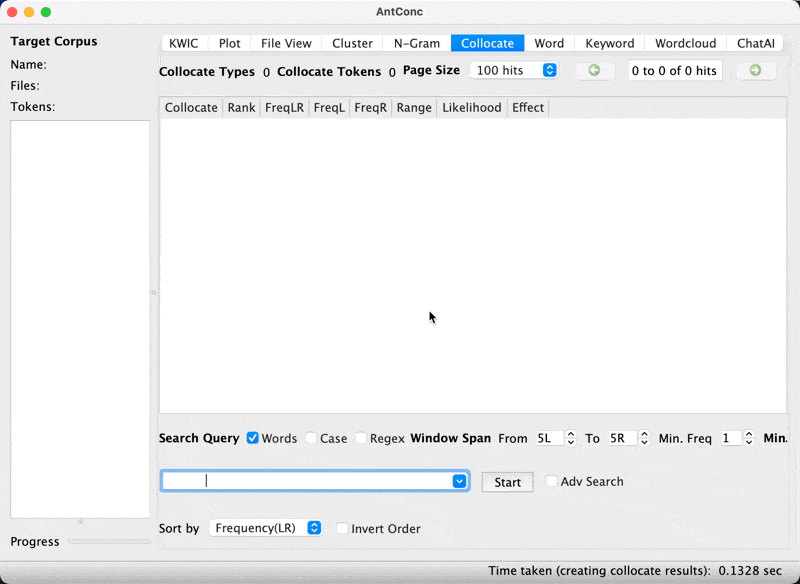 AntConc
Target Corpus
Name:
Files:
Tokens:
KWIC Plot File View Cluster N-Gram Collocate Word Keyword Wordcloud ChatAI
Collocate Types 0 Collocate Tokens 0 Page Size 100 hits 0 to 0 of 0 hits
Collocate Rank FreqLR FreqL FreqR Range Likelihood Effect
Search Query Words Case Regex Window Span From 5L To 5R Min. Freq 1 Min.
Start Adv Search
Sort by Frequency(LR) Invert Order
Progress
Time taken (creating collocate results): 0.1328 sec